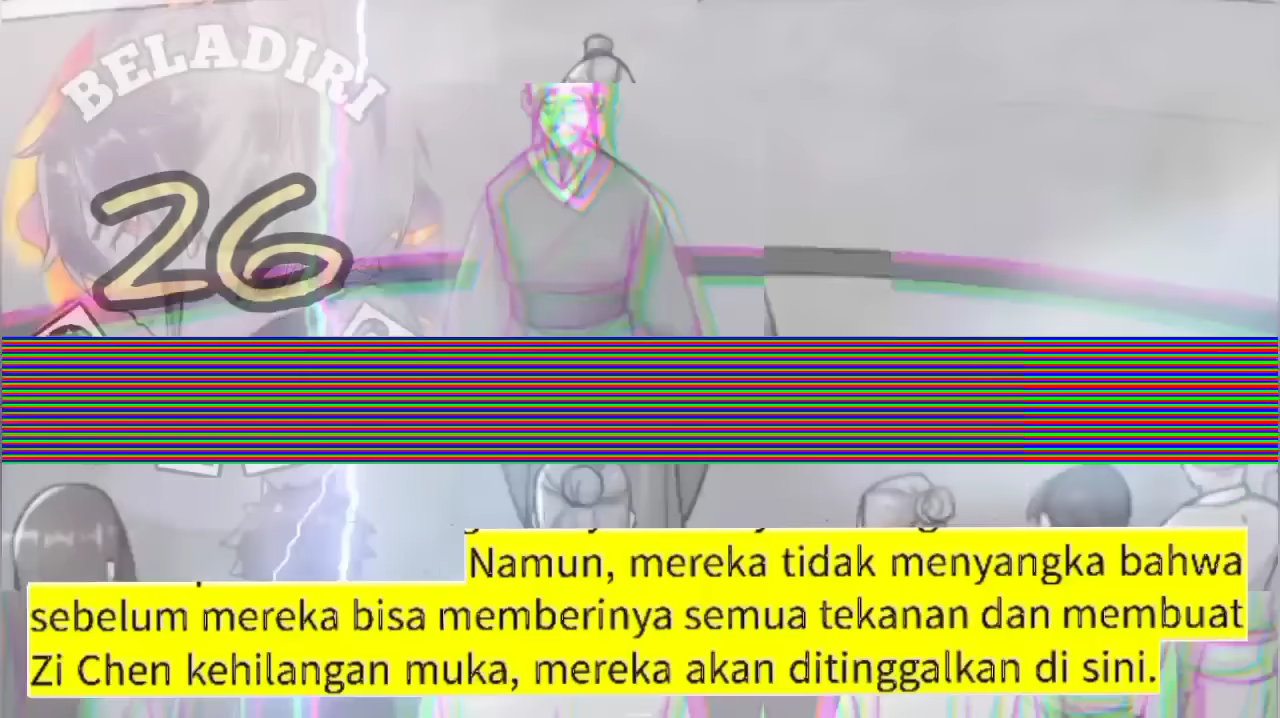 BELADIRI
26
Namun, mereka tidak menyangka bahwa
sebelum mereka bisa memberinya semua tekanan dan membuat
Zi Chen kehilangan muka, mereka akan ditinggalkan di sini.